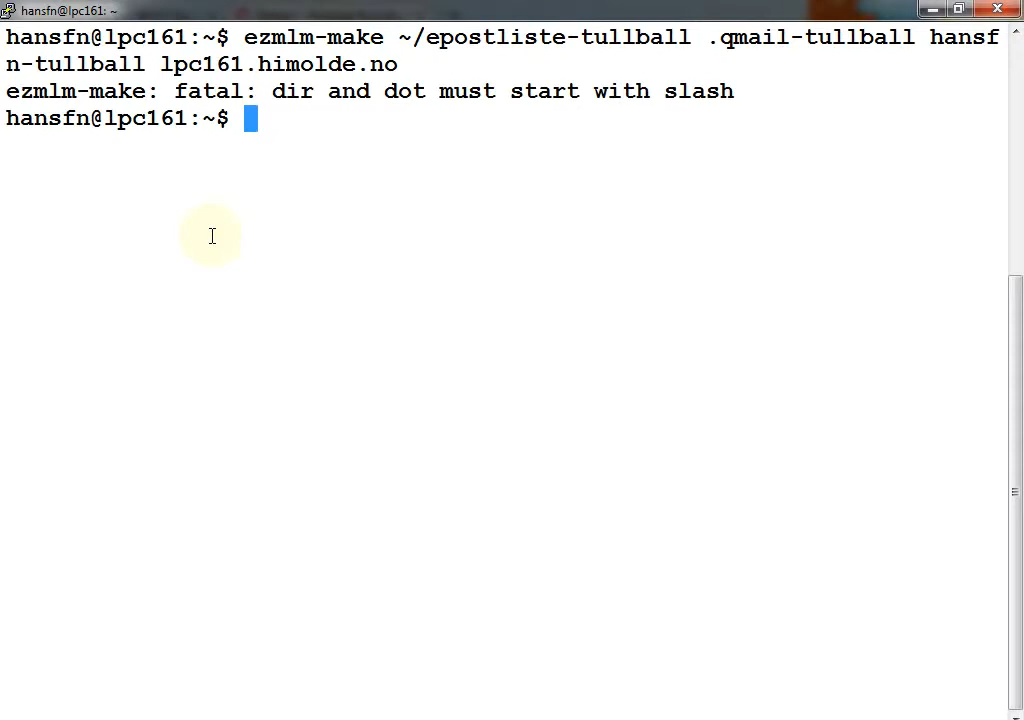 hansfn@lpc161: ~
hansfn@lpc161:~$ ezmlm-make ~/epostliste-tullball .qmail-tullball hansf
n-tullball lpc161.himolde.no
ezmlm-make: fatal: dir and dot must start with slash
hansfn@lpc161:~$